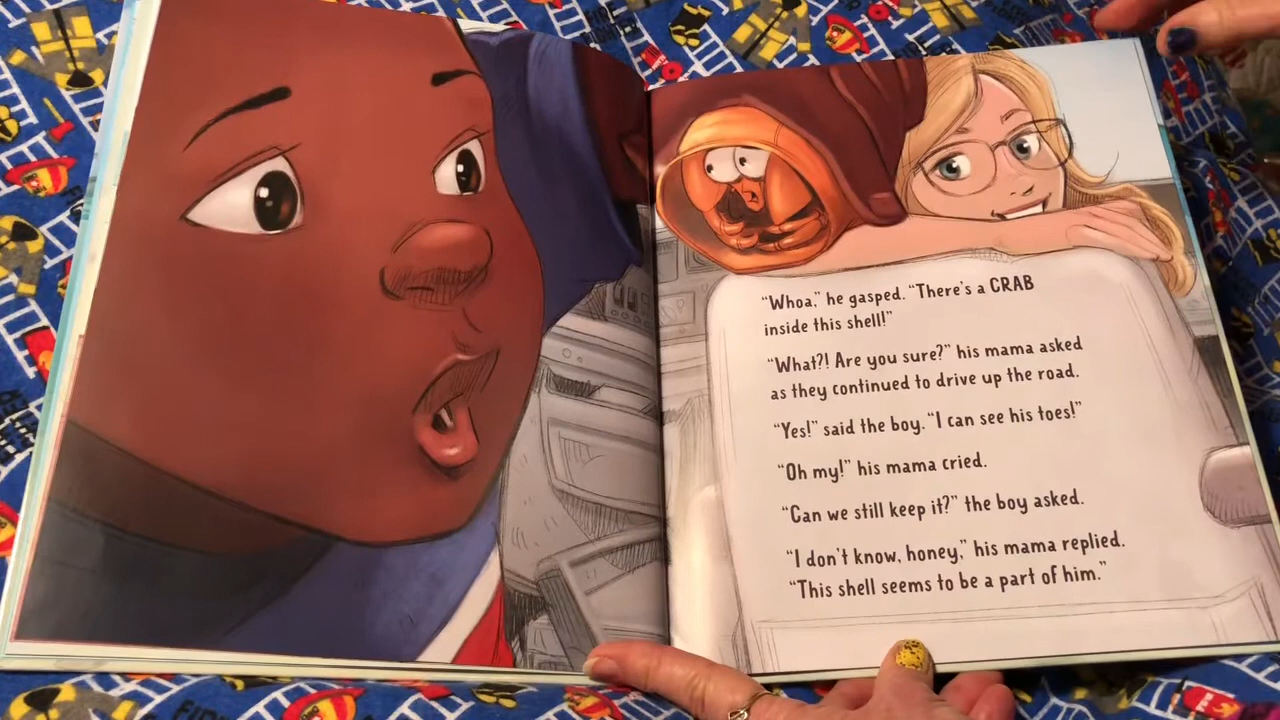 “Whoa,” he gasped. “There’s a CRAB
inside this shell!”
“What?! Are you sure?” his mama asked
as they continued to drive up the road.
“Yes!” said the boy. “I can see his toes!”
“Oh my!” his mama cried.
“Can we still keep it?” the boy asked.
“I don’t know, honey,” his mama replied.
“This shell seems to be a part of him.”